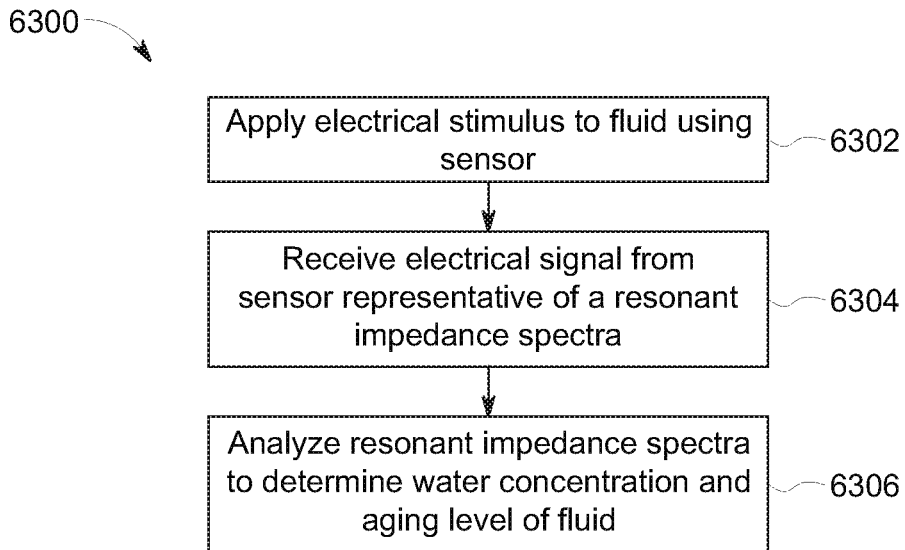 6300
Apply electrical stimulus to fluid using
sensor
6302
Receive electrical signal from
sensor representative of a resonant
impedance spectra
6304
Analyze resonant impedance spectra
to determine water concentration and
aging level of fluid
6306